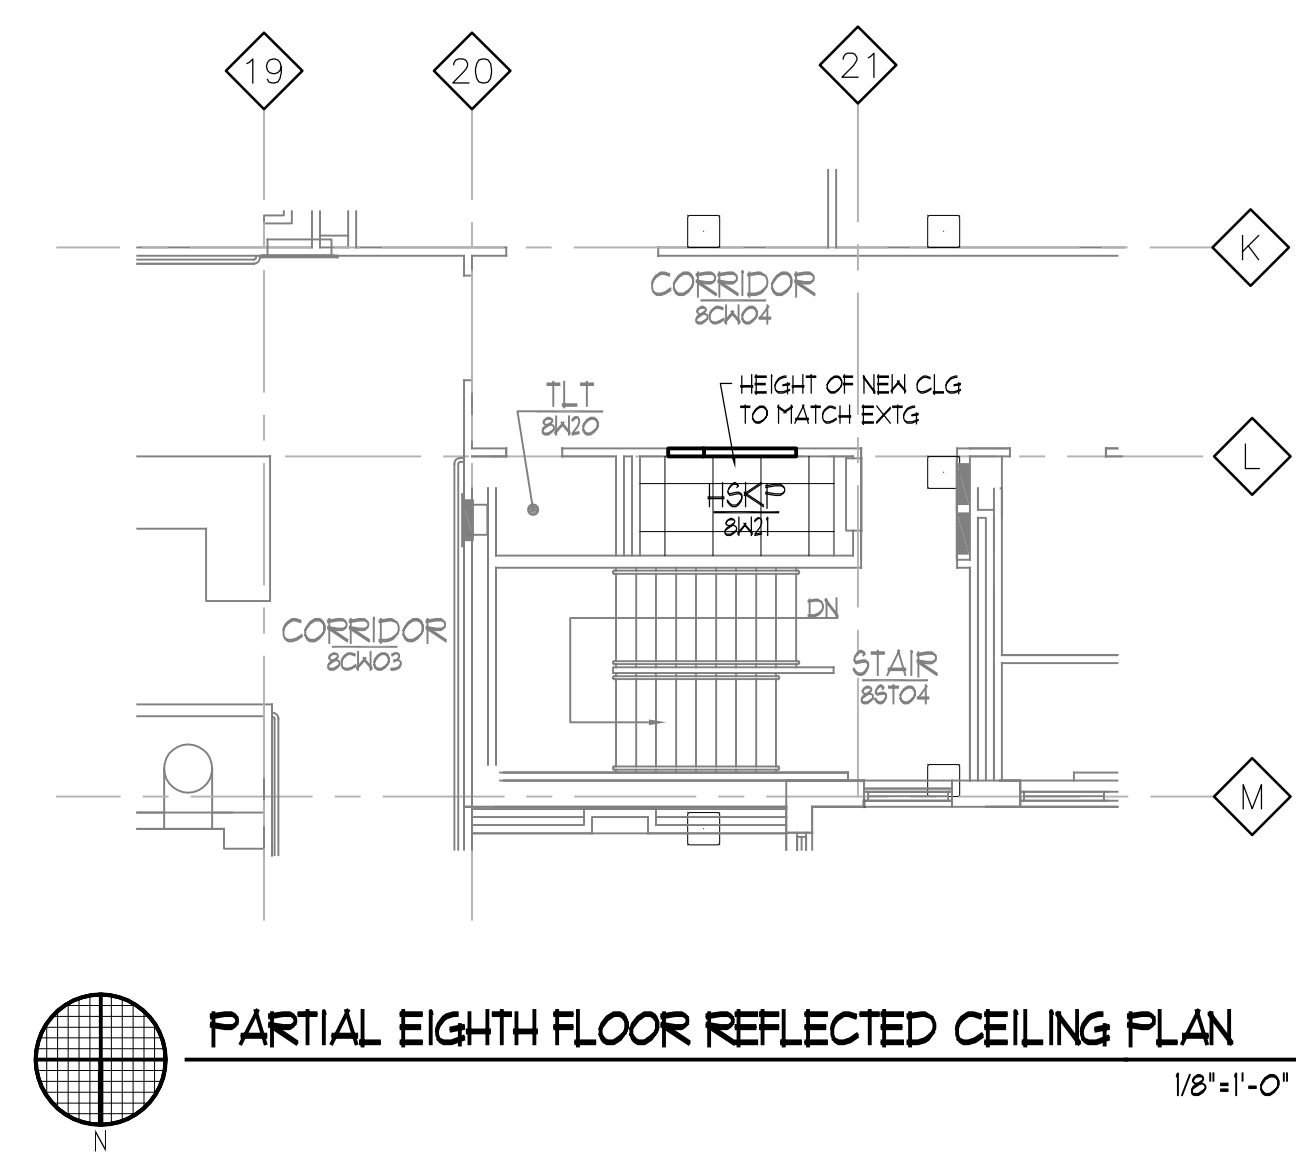 19
20
21
K
CORRIDOR
8CW04
HEIGHT OF NEW CLG
TO MATCH EXTG
TLT
8W20
L
HSKP
8W21
DN
CORRIDOR
8CW03
STAIR
8ST04
M
PARTIAL EIGHTH FLOOR REFLECTED CEILING PLAN
1/8"=1'-0"
N